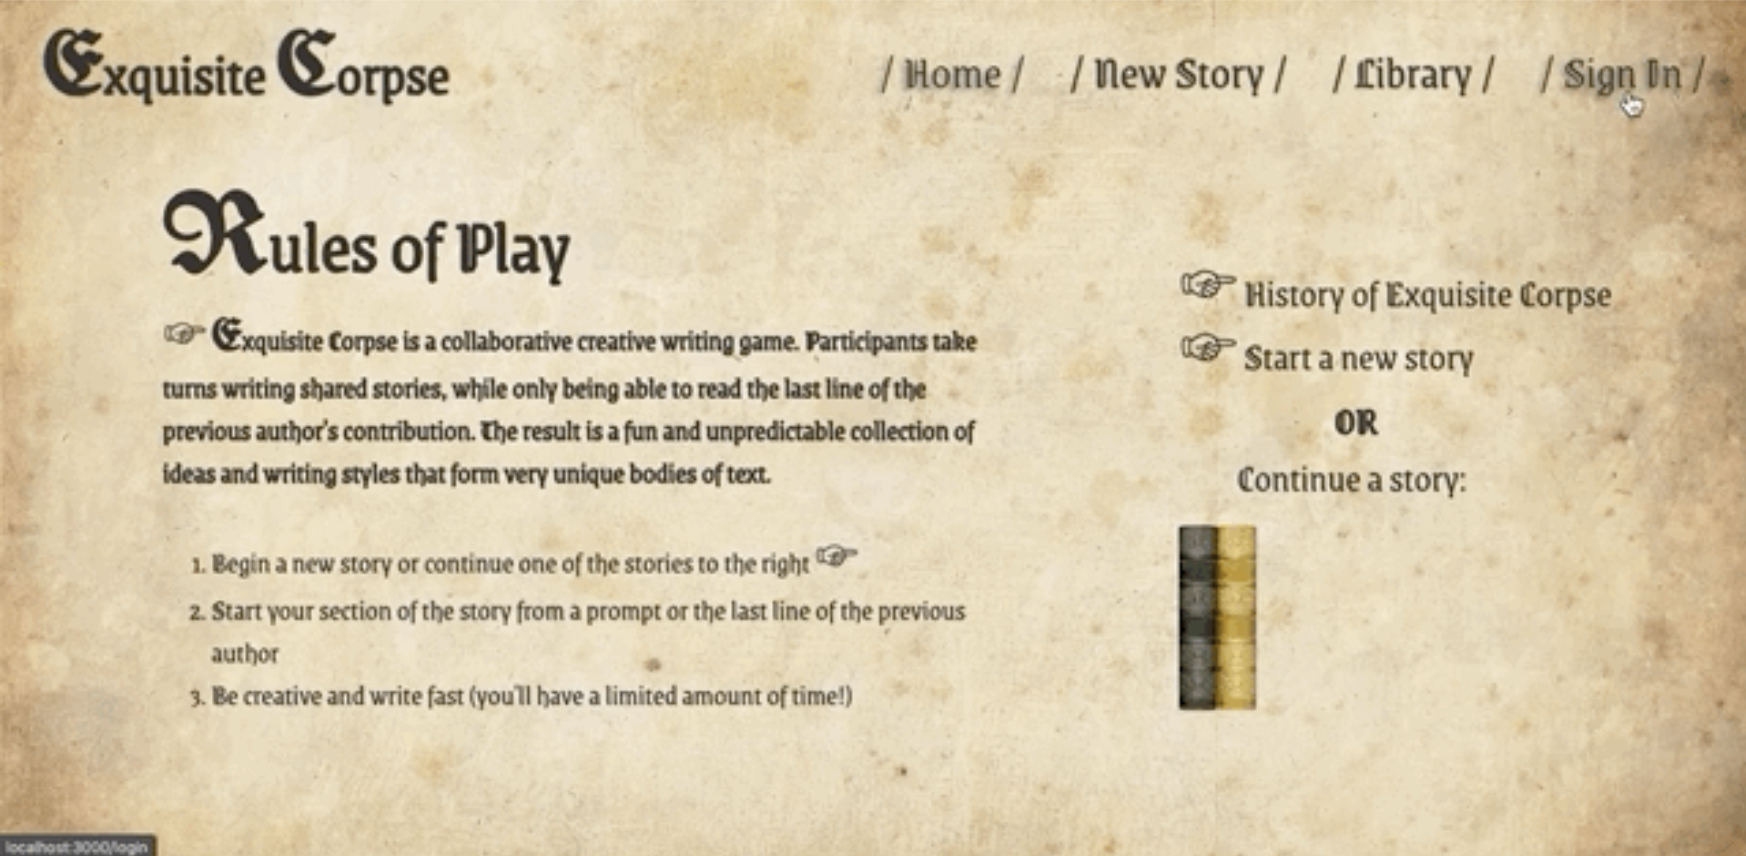 Exquisite Corpse
/ Home / / New Story / / Library / / Sign In /
Rules of Play
Exquisite Corpse is a collaborative creative writing game. Participants take
turns writing shared stories, while only being able to read the last line of the
previous author's contribution. The result is a fun and unpredictable collection of
ideas and writing styles that form very unique bodies of text.
1. Begin a new story or continue one of the stories to the right
2. Start your section of the story from a prompt or the last line of the previous
author
3. Be creative and write fast (you'll have a limited amount of time!)
History of Exquisite Corpse
Start a new story
OR
Continue a story:
localhost:3000/login